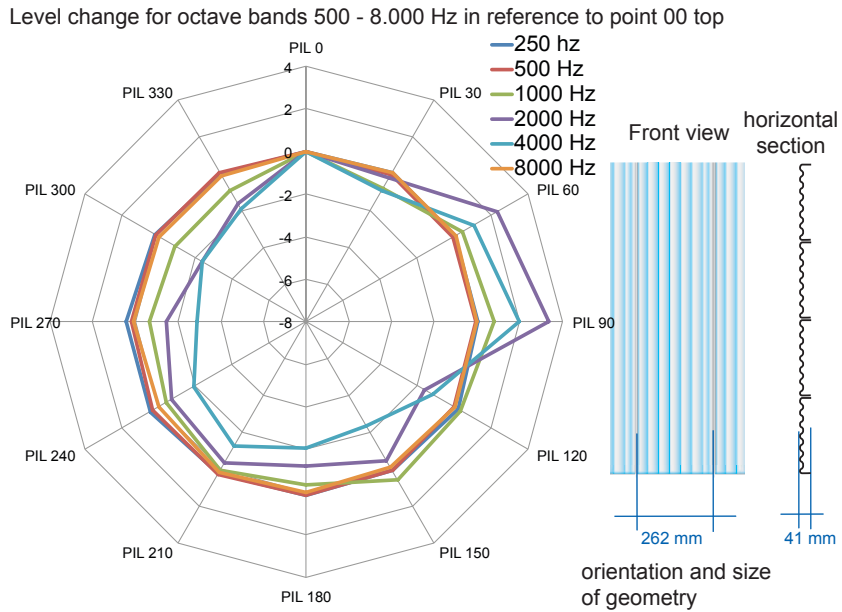 Level change for octave bands 500 - 8.000 Hz in reference to point 00 top
PIL 0
PIL 30
PIL 60
PIL 90
PIL 120
PIL 150
PIL 180
PIL 210
PIL 240
PIL 270
PIL 300
PIL 330
4
2
0
-2
-4
-6
-8
250 hz
500 Hz
1000 Hz
2000 Hz
4000 Hz
8000 Hz
Front view
horizontal
section
262 mm
41 mm
orientation and size
of geometry